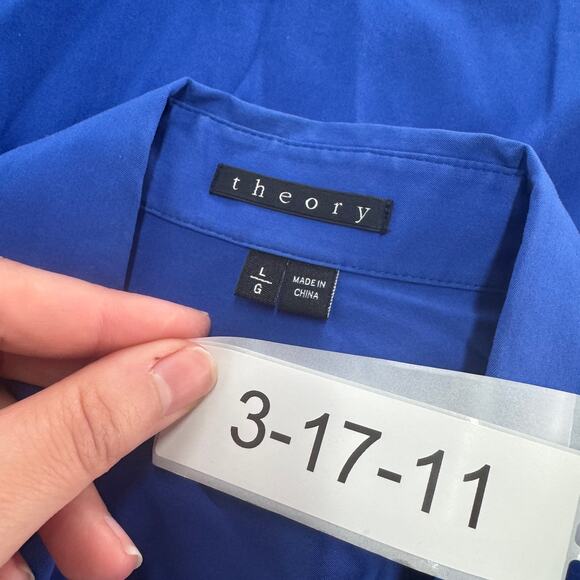 theory
L
G
MADE IN
CHINA
3-17-11